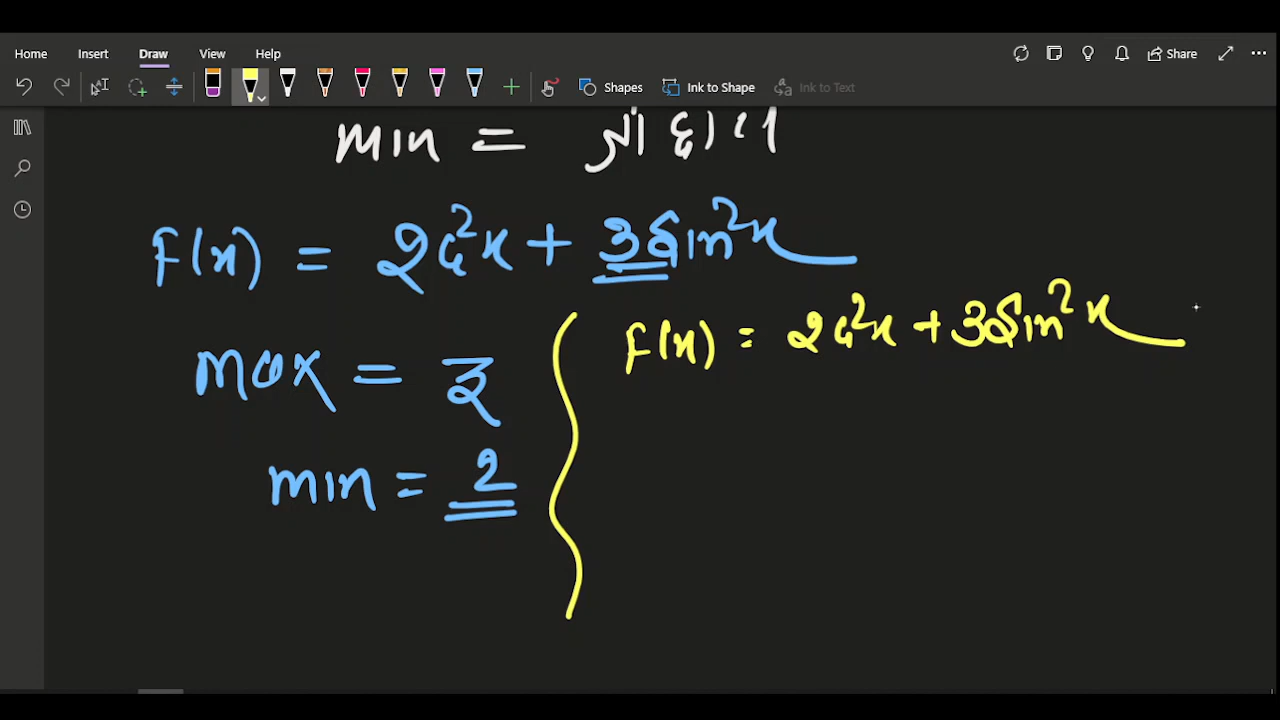 Home Insert Draw View Help Share
Shapes Ink to Shape Ink to Text
min =
F(x) = 2c²x + 3sin²x
F(x) = 2c²x + 3sin²x
max = 3
min = 2